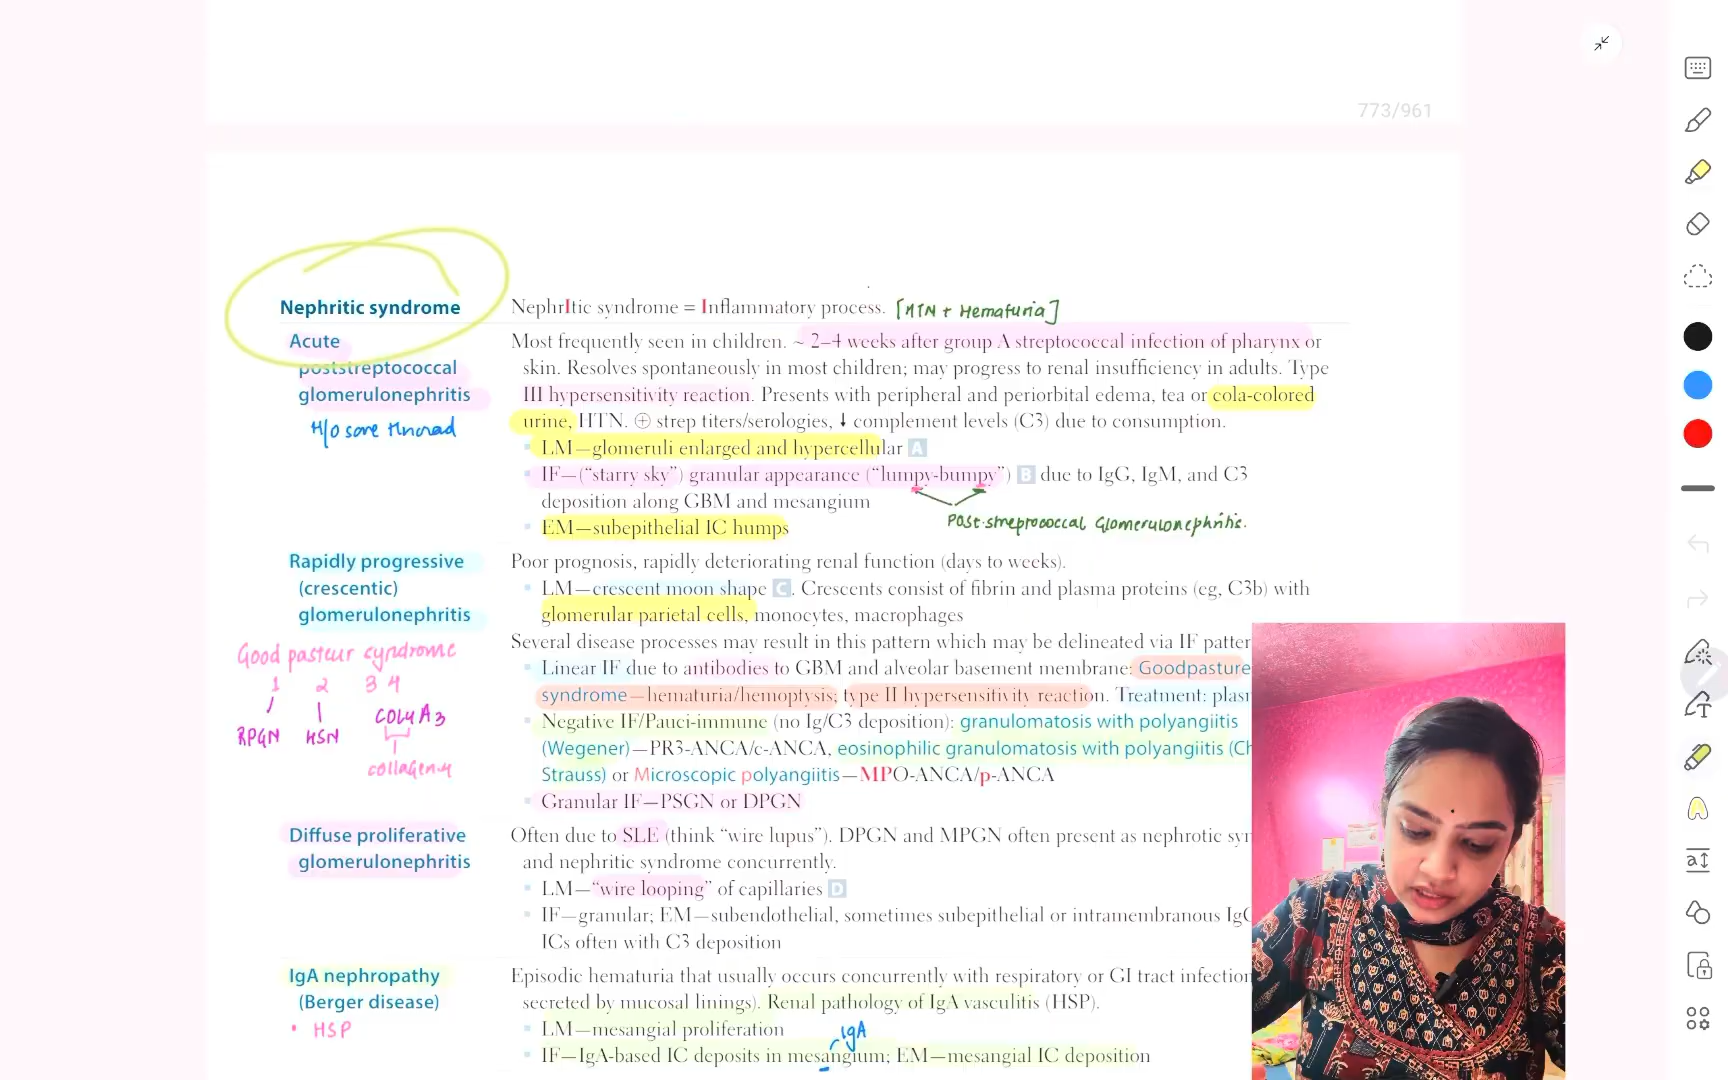 773/961
Nephritic syndrome
NephrItic syndrome = Inflammatory process. [HTN + Hematuria]
Acute
poststreptococcal
glomerulonephritis
H/o sore
Most frequently seen in children. ~ 2–4 weeks after group A streptococcal infection of pharynx or
skin. Resolves spontaneously in most children; may progress to renal insufficiency in adults. Type
III hypersensitivity reaction. Presents with peripheral and periorbital edema, tea or cola-colored
urine, HTN. ⊕ strep titers/serologies, ↓ complement levels (C3) due to consumption.
LM—glomeruli enlarged and hypercellular A
IF—(“starry sky”) granular appearance (“lumpy-bumpy”) B due to IgG, IgM, and C3
deposition along GBM and mesangium
Post streptococcal Glomerulonephritis.
EM—subepithelial IC humps
Rapidly progressive
(crescentic)
glomerulonephritis
Poor prognosis, rapidly deteriorating renal function (days to weeks).
LM—crescent moon shape C. Crescents consist of fibrin and plasma proteins (eg, C3b) with
glomerular parietal cells, monocytes, macrophages
Several disease processes may result in this pattern which may be delineated via IF patter
Linear IF due to antibodies to GBM and alveolar basement membrane: Goodpasture
syndrome—hematuria/hemoptysis; type II hypersensitivity reaction. Treatment: plasm
Negative IF/Pauci-immune (no Ig/C3 deposition): granulomatosis with polyangiitis
(Wegener)—PR3-ANCA/c-ANCA, eosinophilic granulomatosis with polyangiitis (Ch
Strauss) or Microscopic polyangiitis—MPO-ANCA/p-ANCA
Granular IF—PSGN or DPGN
Good pasteur syndrome
1 2 3 4
COL4A3
RPGN HSN
collagen-4
Diffuse proliferative
glomerulonephritis
Often due to SLE (think “wire lupus”). DPGN and MPGN often present as nephrotic syn
and nephritic syndrome concurrently.
LM—“wire looping” of capillaries D
IF—granular; EM—subendothelial, sometimes subepithelial or intramembranous IgG
ICs often with C3 deposition
IgA nephropathy
(Berger disease)
• HSP
Episodic hematuria that usually occurs concurrently with respiratory or GI tract infection
secreted by mucosal linings). Renal pathology of IgA vasculitis (HSP).
LM—mesangial proliferation
IgA
IF—IgA-based IC deposits in mesangium; EM—mesangial IC deposition